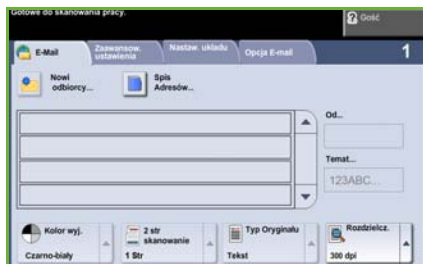 Gotowe do skanowania pracy.
Gość
E-Mail
Zaawansow. ustawienia
Nastaw. układu
Opcja E-mail
1
Nowi odbiorcy...
Spis Adresów...
Od...
Temat...
123ABC...
Kolor wyj.
Czarno-biały
2 str skanowanie
1 Str
Typ Oryginału
Tekst
Rozdzielcz.
300 dpi